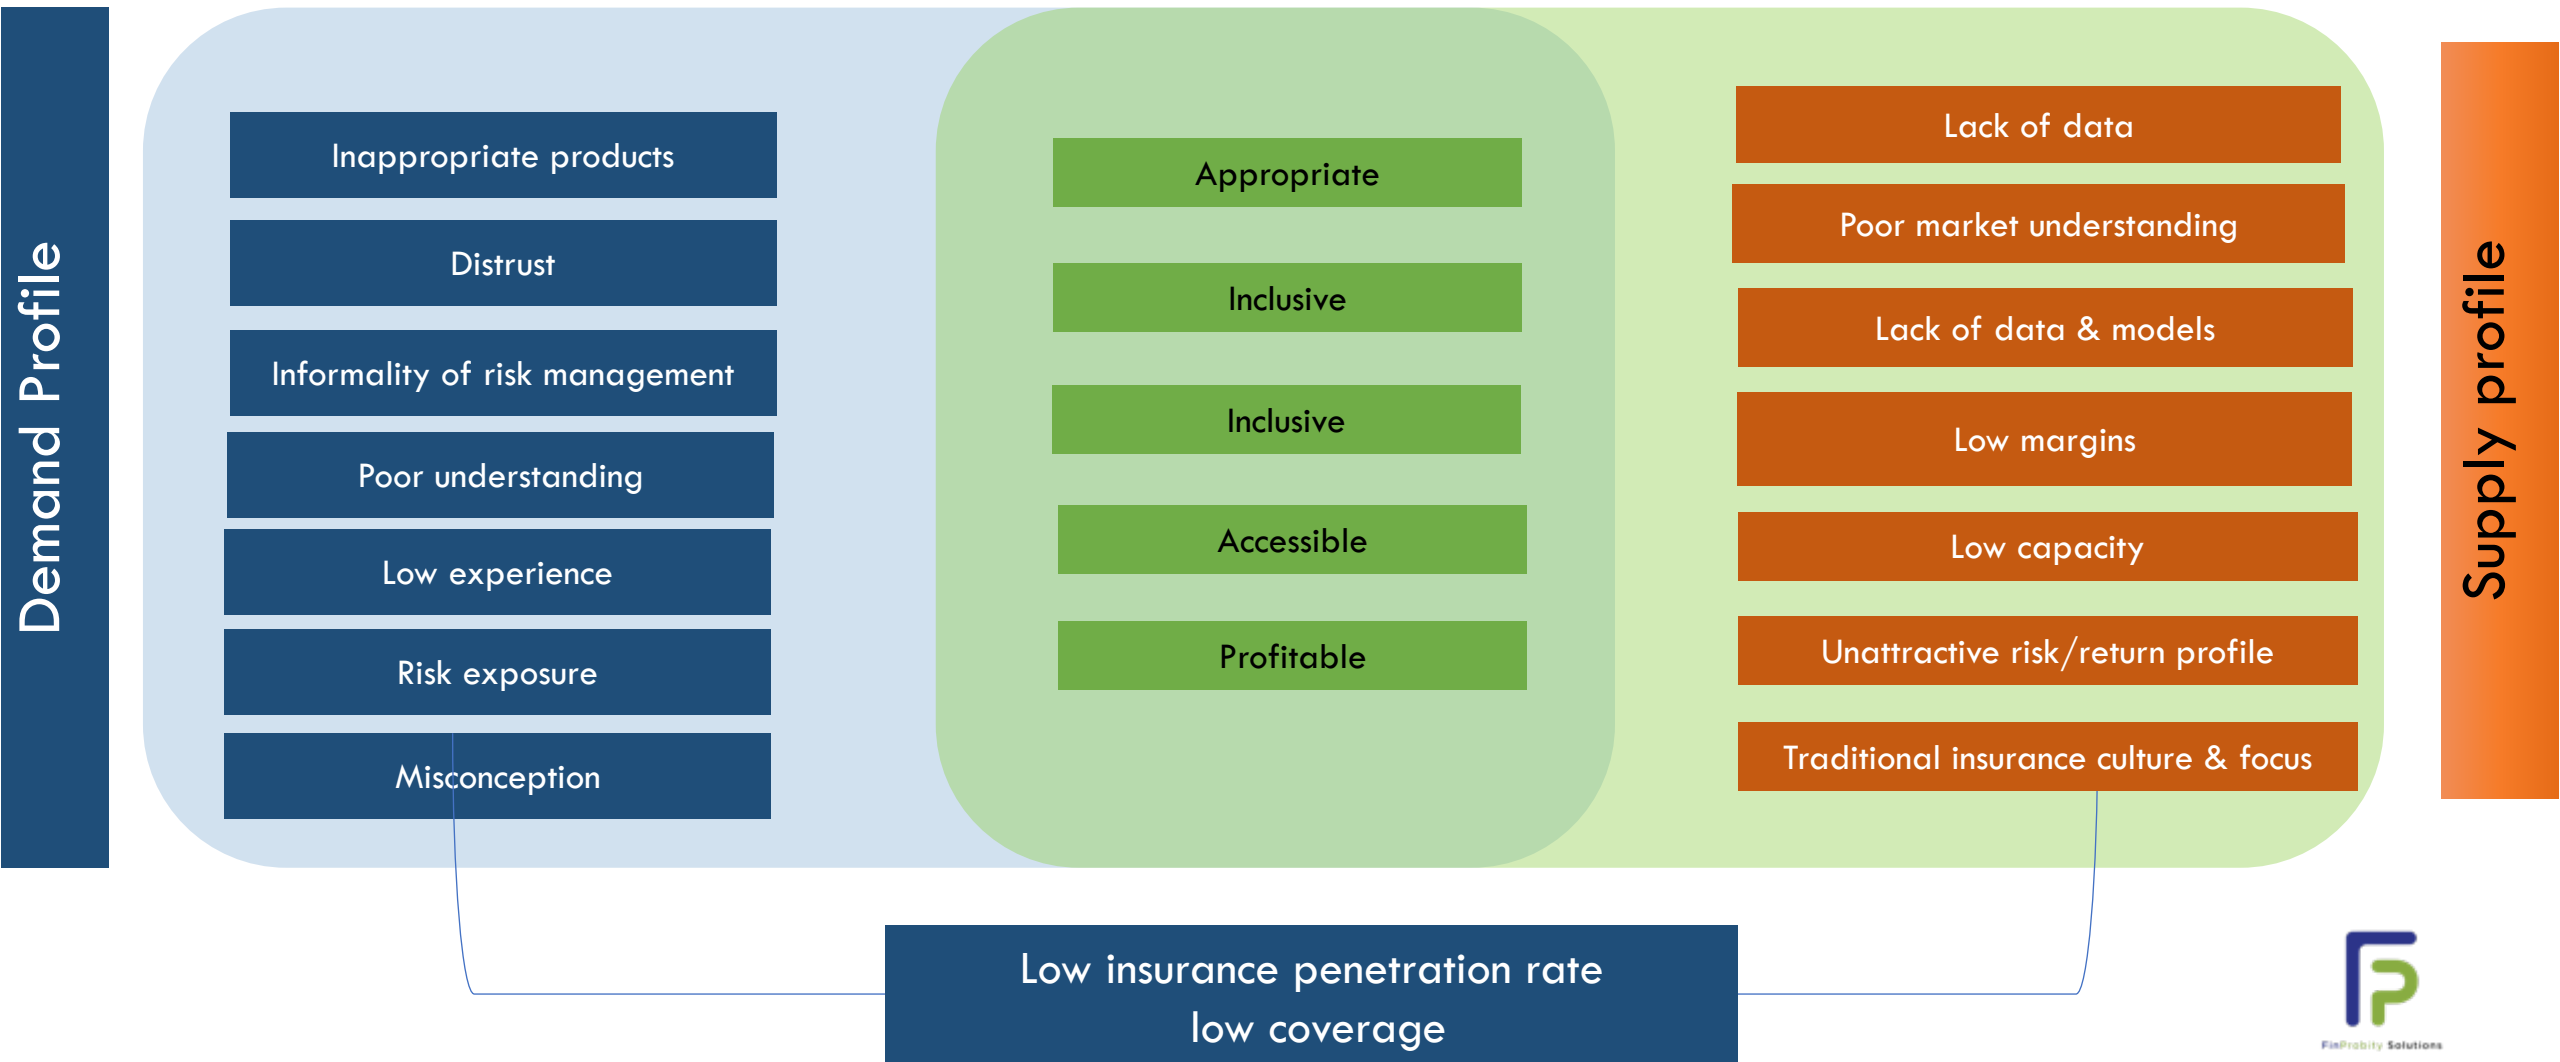 Demand Profile
Inappropriate products
Distrust
Informality of risk management
Poor understanding
Low experience
Risk exposure
Misconception
Appropriate
Inclusive
Inclusive
Accessible
Profitable
Lack of data
Poor market understanding
Lack of data & models
Low margins
Low capacity
Unattractive risk/return profile
Traditional insurance culture & focus
Supply profile
Low insurance penetration rate
low coverage
FinProbity Solutions